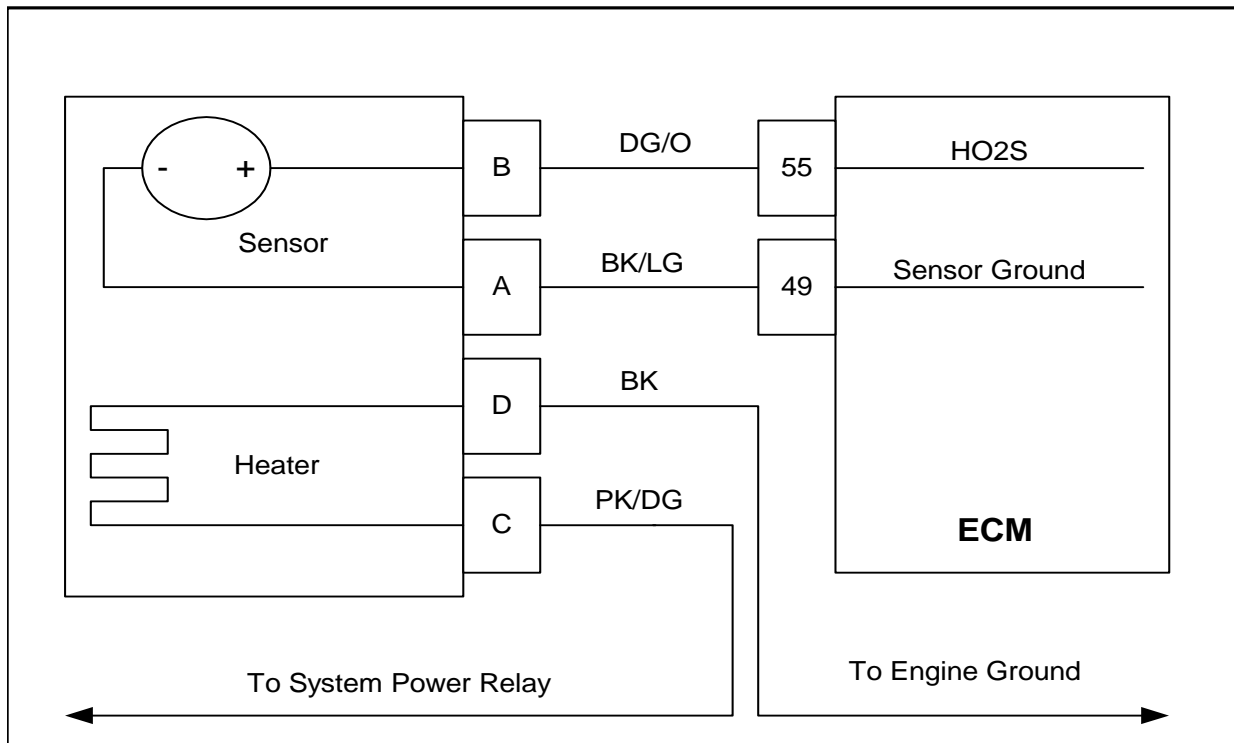 DG/O
HO2S
- +
B
55
Sensor
BK/LG
Sensor Ground
A
49
BK
D
Heater
PK/DG
C
ECM
To System Power Relay
To Engine Ground